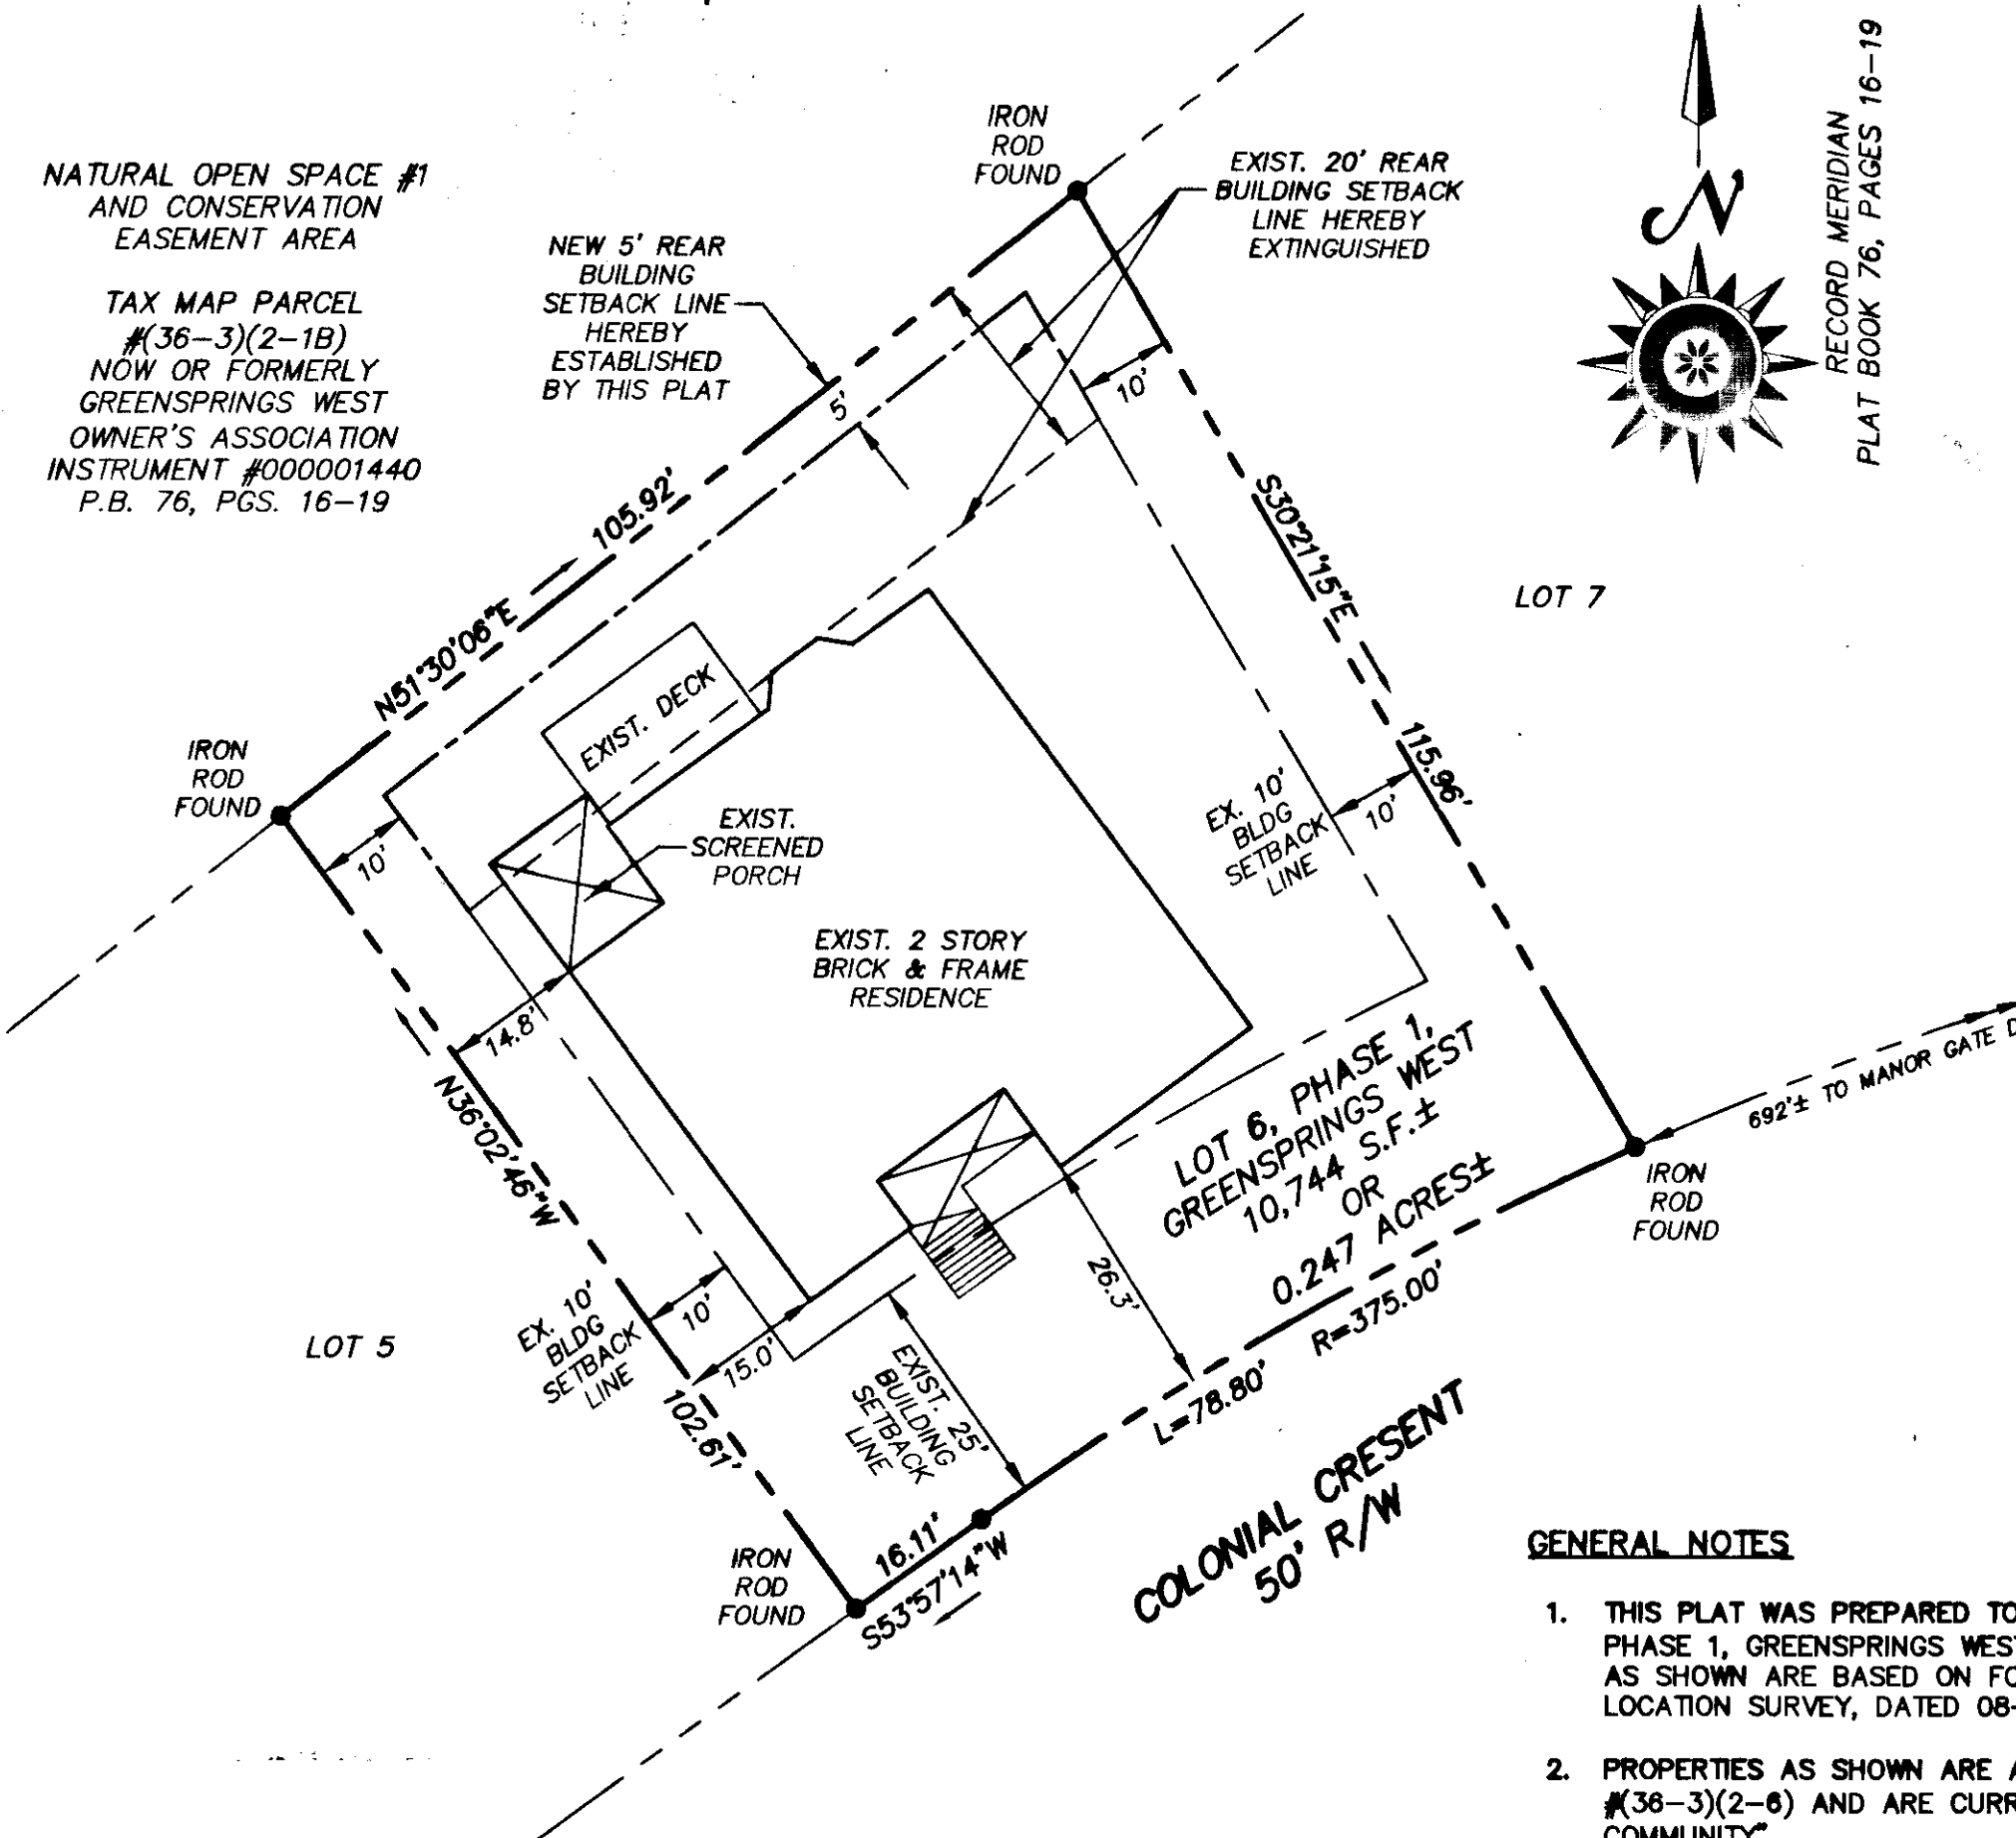 NATURAL OPEN SPACE #1
AND CONSERVATION
EASEMENT AREA
TAX MAP PARCEL
#(36-3)(2-1B)
NOW OR FORMERLY
GREENSPRINGS WEST
OWNER'S ASSOCIATION
INSTRUMENT #000001440
P.B. 76, PGS. 16-19
NEW 5' REAR
BUILDING
SETBACK LINE
HEREBY
ESTABLISHED
BY THIS PLAT
IRON
ROD
FOUND
EXIST. 20' REAR
BUILDING SETBACK
LINE HEREBY
EXTINGUISHED
N
RECORD MERIDIAN
PLAT BOOK 76, PAGES 16-19
5'
10'
N51°30'06"E
105.92'
S30°21'15"E
115.96'
LOT 7
IRON
ROD
FOUND
10'
EXIST. DECK
EXIST.
SCREENED
PORCH
EX. 10'
BLDG
SETBACK
LINE
10'
EXIST. 2 STORY
BRICK & FRAME
RESIDENCE
14.8'
N36°02'46"W
102.61'
LOT 6, PHASE 1,
GREENSPRINGS WEST
10,744 S.F.±
OR
0.247 ACRES±
692'± TO MANOR GATE D
IRON
ROD
FOUND
LOT 5
EX. 10'
BLDG
SETBACK
LINE
10'
15.0'
EXIST. 25'
BUILDING
SETBACK
LINE
26.3'
L=78.80'
R=375.00'
IRON
ROD
FOUND
16.11'
S53°57'14"W
COLONIAL CRESENT
50' R/W
GENERAL NOTES
1. THIS PLAT WAS PREPARED TO
PHASE 1, GREENSPRINGS WEST
AS SHOWN ARE BASED ON FO
LOCATION SURVEY, DATED 08-
2. PROPERTIES AS SHOWN ARE A
#(36-3)(2-6) AND ARE CURR
COMMUNITY"